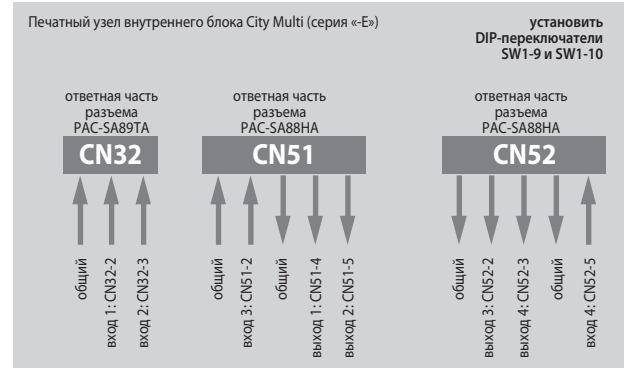 Печатный узел внутреннего блока City Multi (серия «-E»)
установить
DIP-переключатели
SW1-9 и SW1-10
ответная часть
разъема
PAC-SA89TA
CN32
общий
вход 1: CN32-2
вход 2: CN32-3
ответная часть
разъема
PAC-SA88HA
CN51
общий
вход 3: CN51-2
общий
выход 1: CN51-4
выход 2: CN51-5
ответная часть
разъема
PAC-SA88HA
CN52
общий
выход 3: CN52-2
выход 4: CN52-3
общий
вход 4: CN52-5